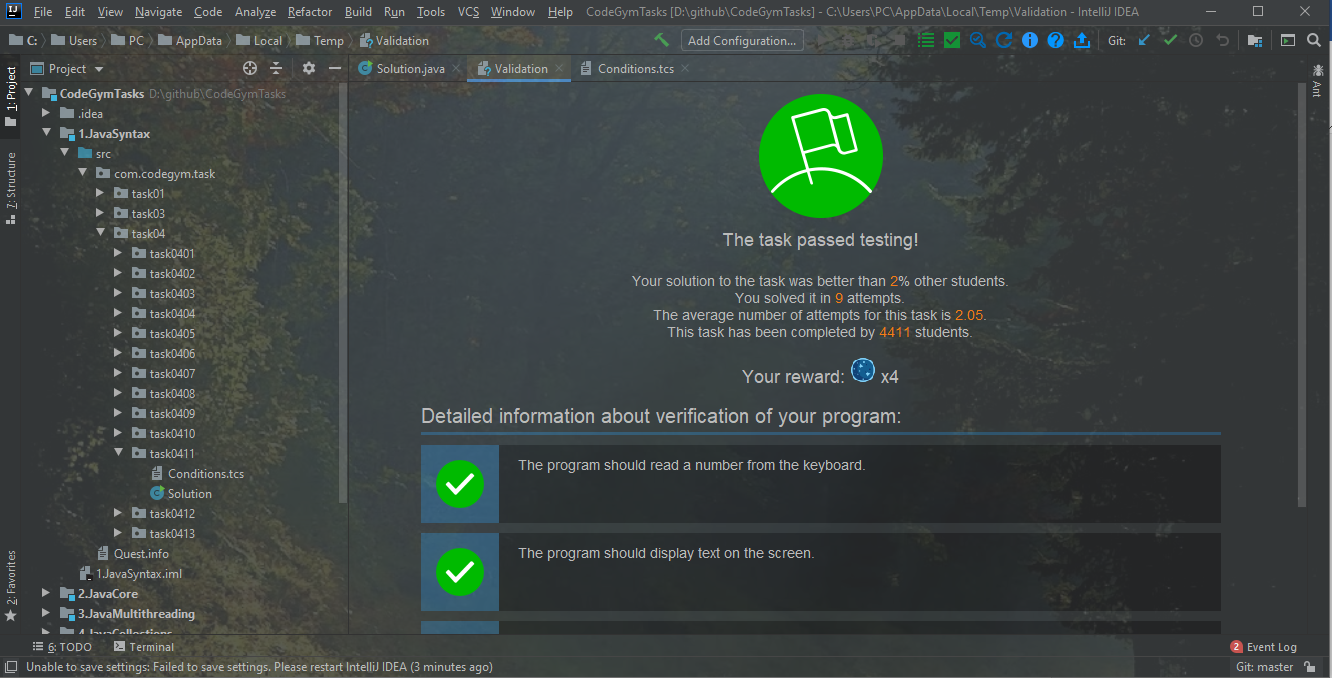 File Edit View Navigate Code Analyze Refactor Build Run Tools VCS Window Help CodeGymTasks [D:\github\CodeGymTasks] - C:\Users\PC\AppData\Local\Temp\Validation - IntelliJ IDEA
C: Users PC AppData Local Temp Validation Add Configuration... Git:
Project
Solution.java Validation Conditions.tcs
1: Project
7: Structure
2: Favorites
Ant
CodeGymTasks D:\github\CodeGymTasks
.idea
1.JavaSyntax
src
com.codegym.task
task01
task03
task04
task0401
task0402
task0403
task0404
task0405
task0406
task0407
task0408
task0409
task0410
task0411
Conditions.tcs
Solution
task0412
task0413
Quest.info
1.JavaSyntax.iml
2.JavaCore
3.JavaMultithreading
4.JavaCollections
The task passed testing!
Your solution to the task was better than 2% other students.
You solved it in 9 attempts.
The average number of attempts for this task is 2.05.
This task has been completed by 4411 students.
Your reward: x4
Detailed information about verification of your program:
The program should read a number from the keyboard.
The program should display text on the screen.
6: TODO Terminal 2 Event Log
Unable to save settings: Failed to save settings. Please restart IntelliJ IDEA (3 minutes ago) Git: master